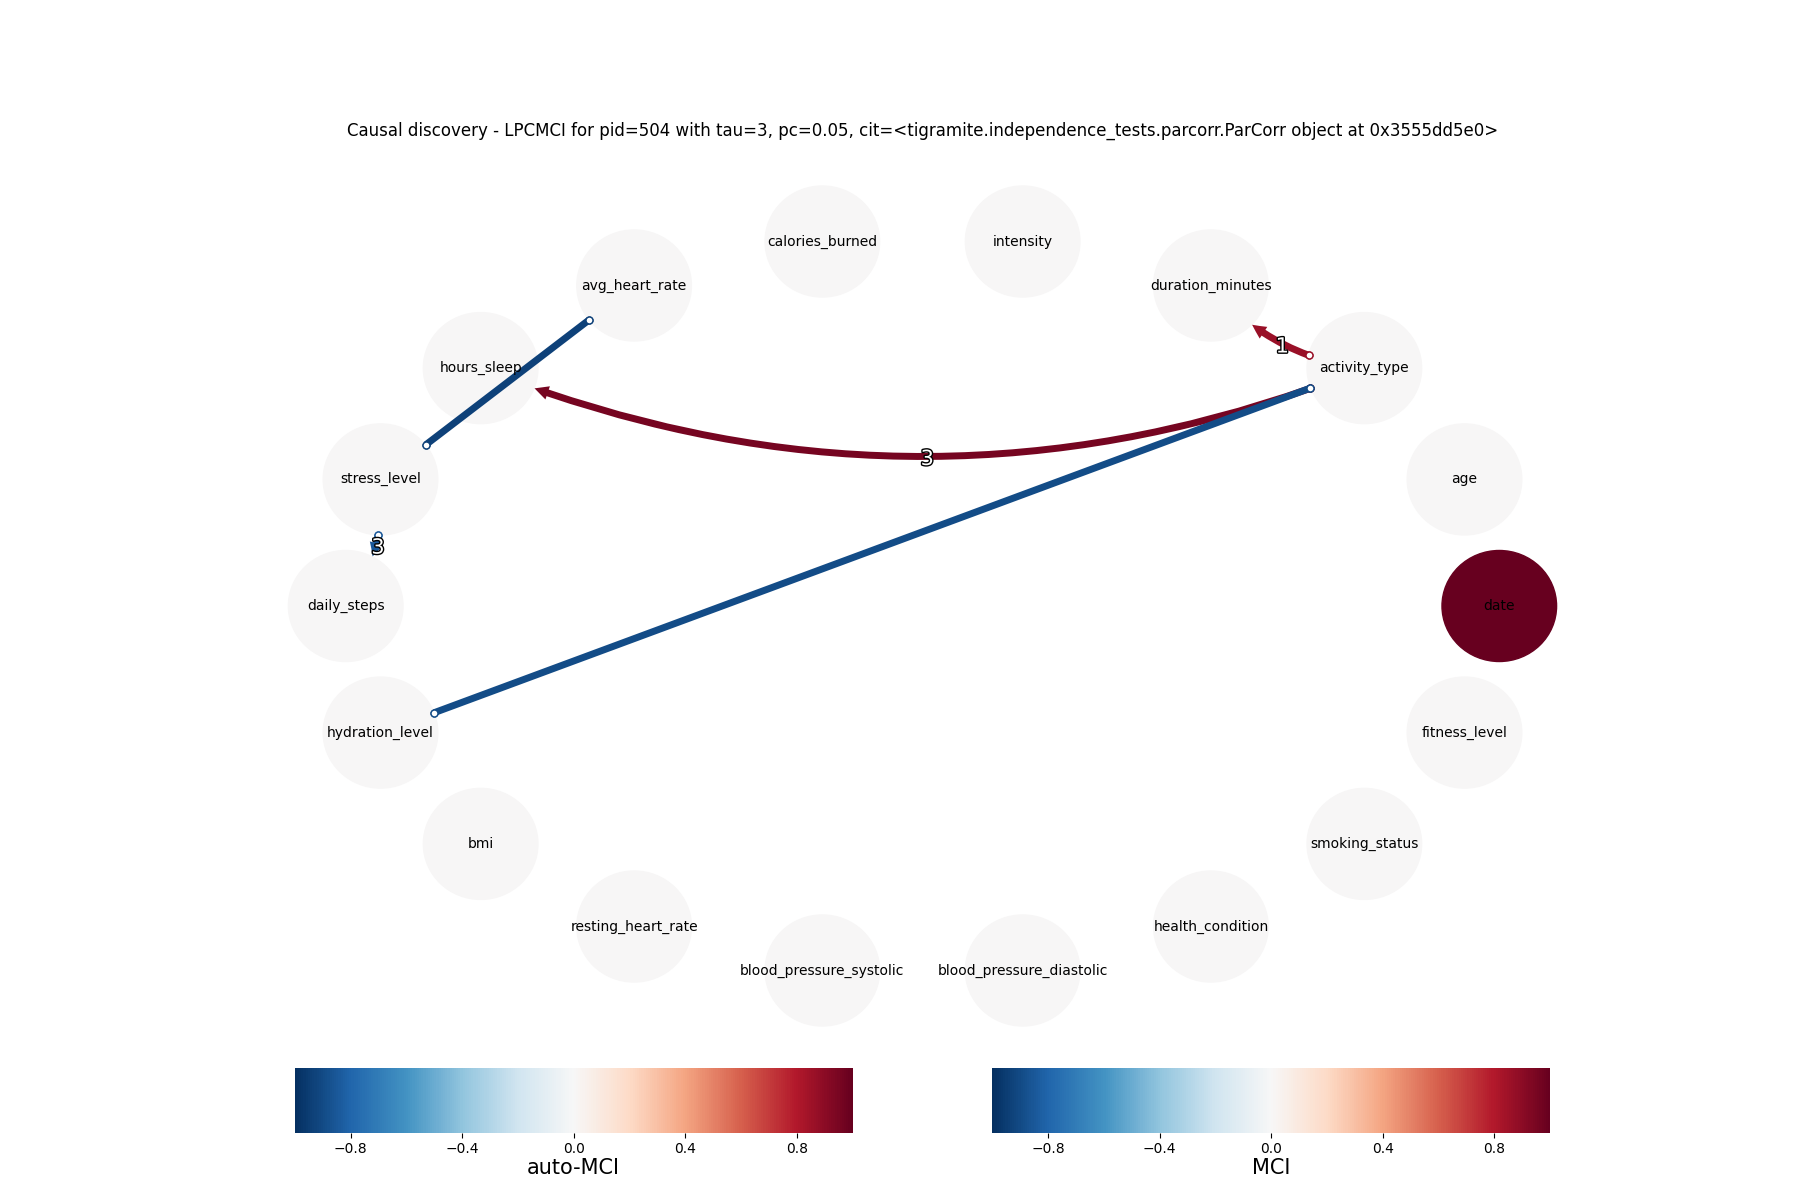 Causal discovery - LPCMCI for pid=504 with tau=3, pc=0.05, cit=<tigramite.independence_tests.parcorr.ParCorr object at 0x3555dd5e0>
calories_burned
intensity
avg_heart_rate
duration_minutes
1
hours_sleep
activity_type
3
stress_level
age
3
daily_steps
date
hydration_level
fitness_level
bmi
smoking_status
resting_heart_rate
health_condition
blood_pressure_systolic
blood_pressure_diastolic
−0.8 −0.4 0.0 0.4 0.8
auto-MCI
−0.8 −0.4 0.0 0.4 0.8
MCI